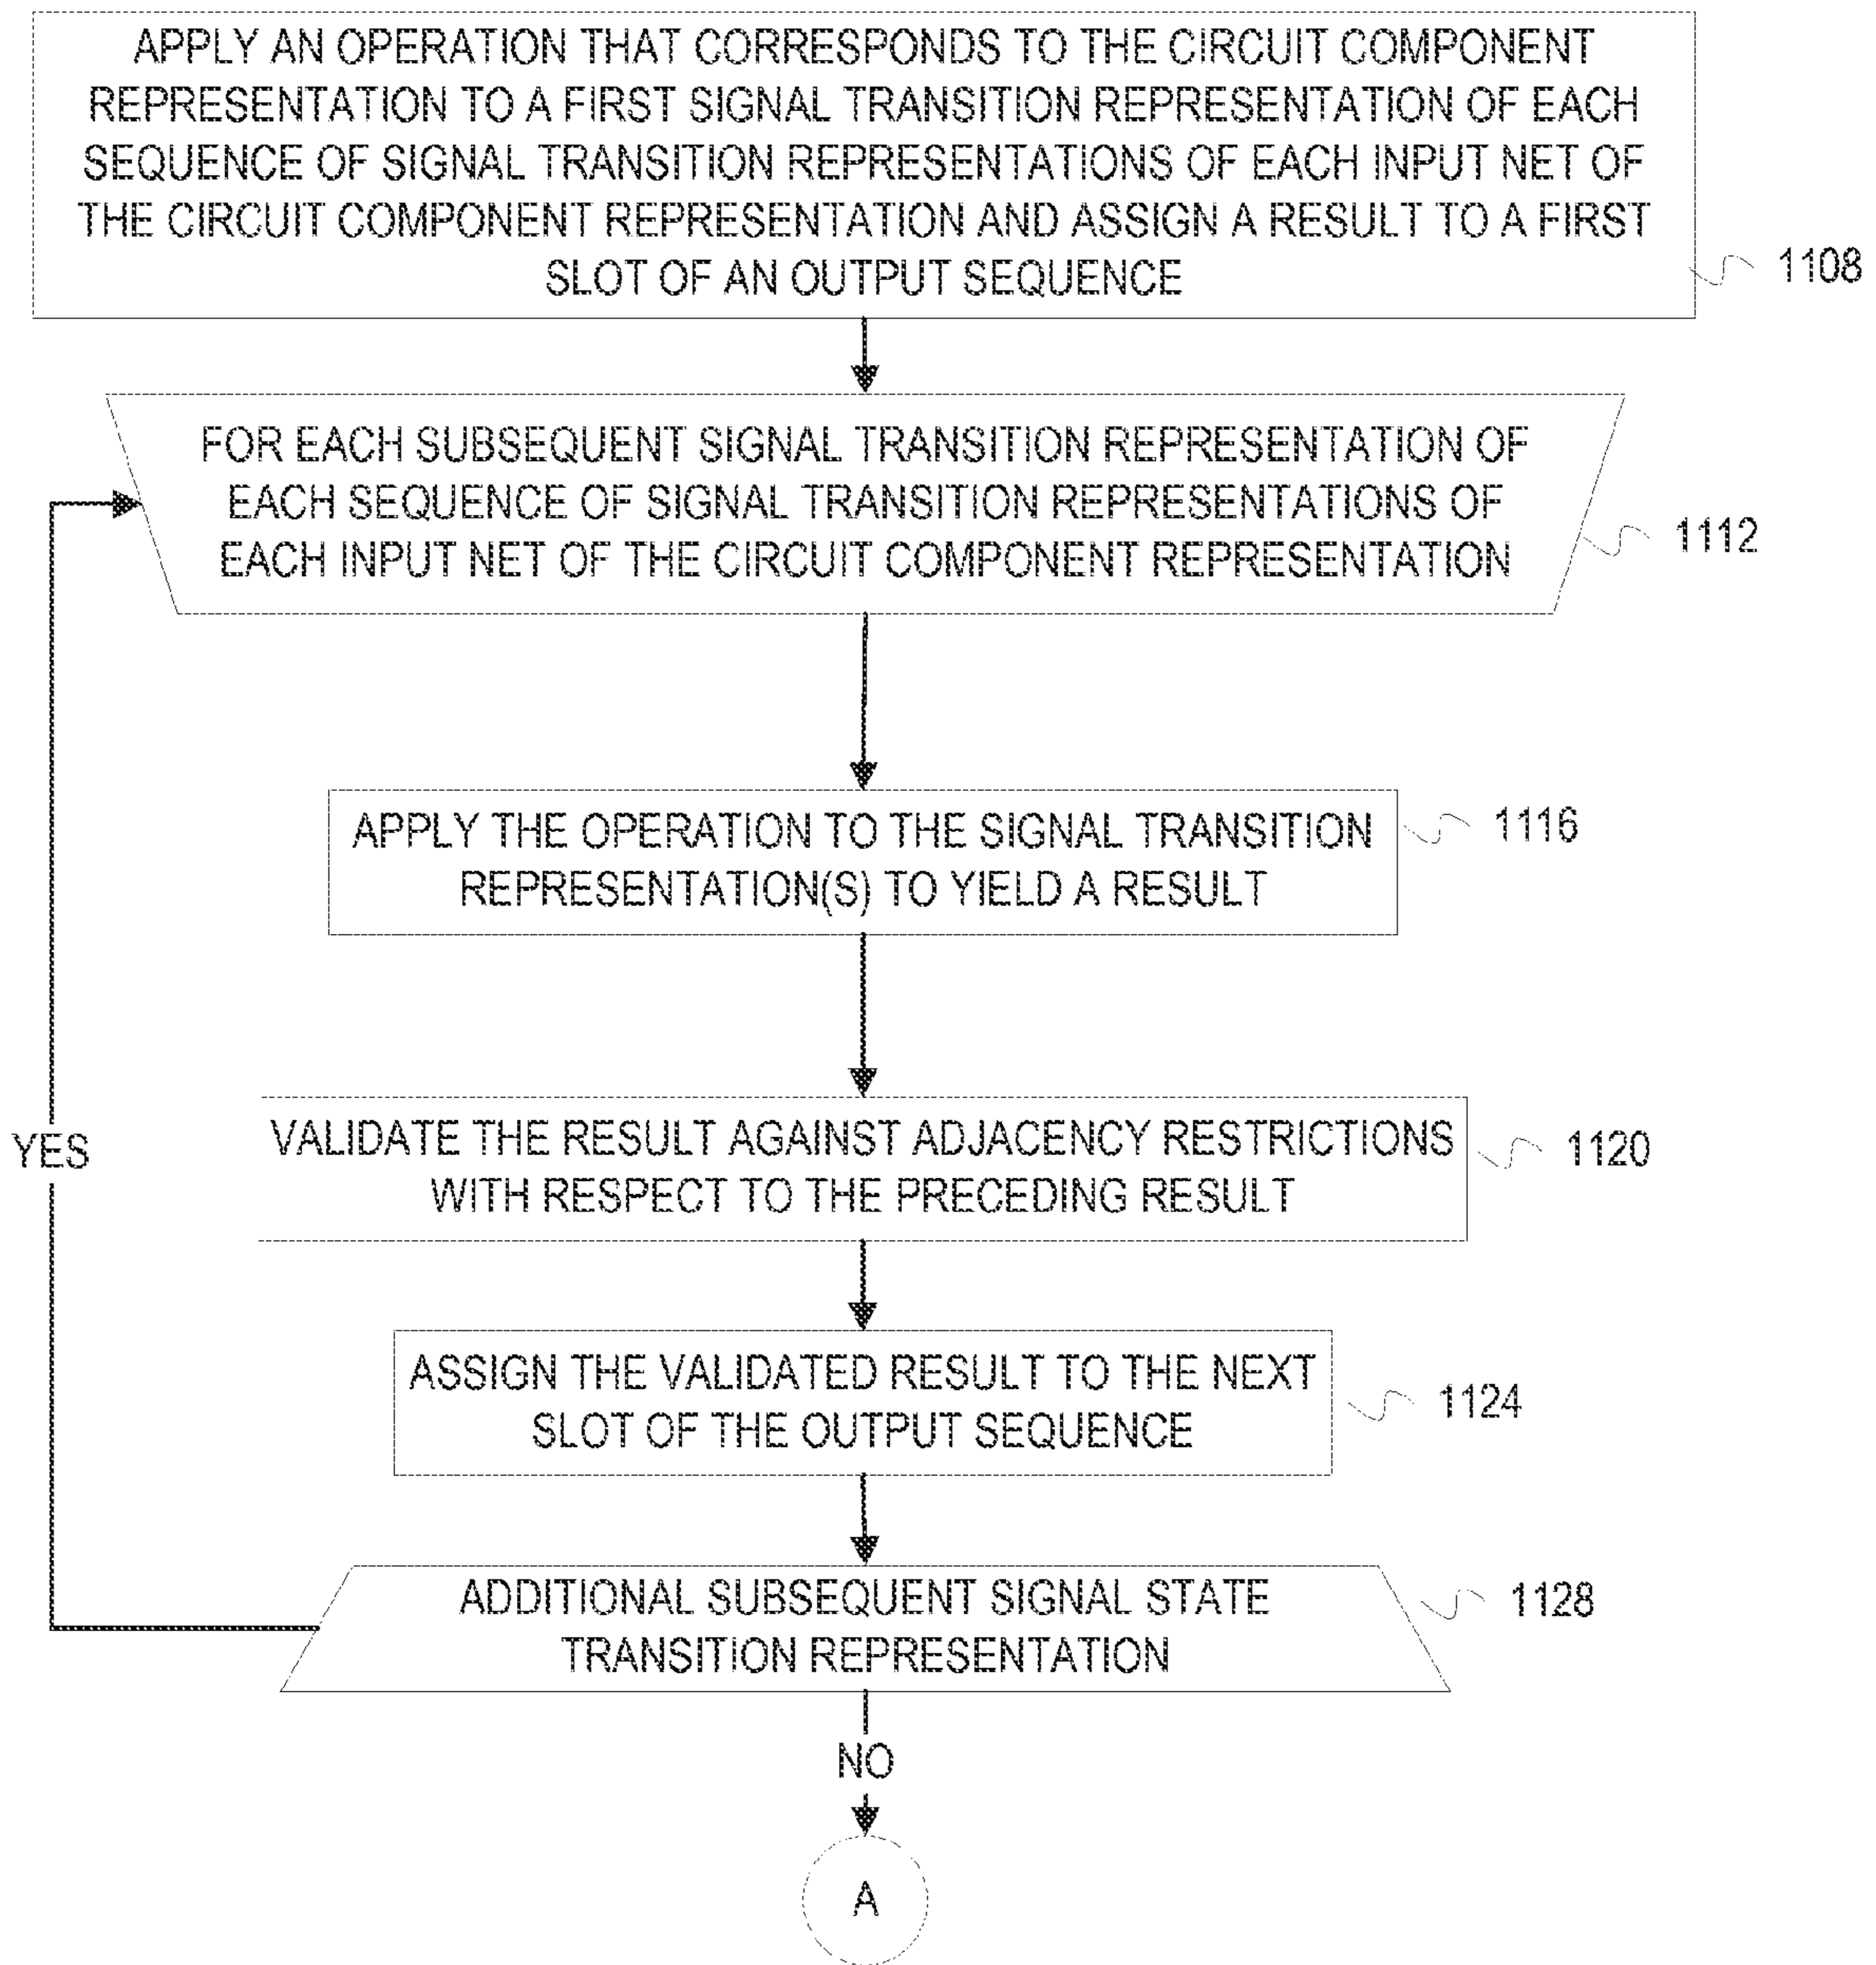 APPLY AN OPERATION THAT CORRESPONDS TO THE CIRCUIT COMPONENT
REPRESENTATION TO A FIRST SIGNAL TRANSITION REPRESENTATION OF EACH
SEQUENCE OF SIGNAL TRANSITION REPRESENTATIONS OF EACH INPUT NET OF
THE CIRCUIT COMPONENT REPRESENTATION AND ASSIGN A RESULT TO A FIRST
SLOT OF AN OUTPUT SEQUENCE
1108
FOR EACH SUBSEQUENT SIGNAL TRANSITION REPRESENTATION OF
EACH SEQUENCE OF SIGNAL TRANSITION REPRESENTATIONS OF
EACH INPUT NET OF THE CIRCUIT COMPONENT REPRESENTATION
1112
APPLY THE OPERATION TO THE SIGNAL TRANSITION
REPRESENTATION(S) TO YIELD A RESULT
1116
VALIDATE THE RESULT AGAINST ADJACENCY RESTRICTIONS
WITH RESPECT TO THE PRECEDING RESULT
1120
YES
ASSIGN THE VALIDATED RESULT TO THE NEXT
SLOT OF THE OUTPUT SEQUENCE
1124
ADDITIONAL SUBSEQUENT SIGNAL STATE
TRANSITION REPRESENTATION
1128
NO
A